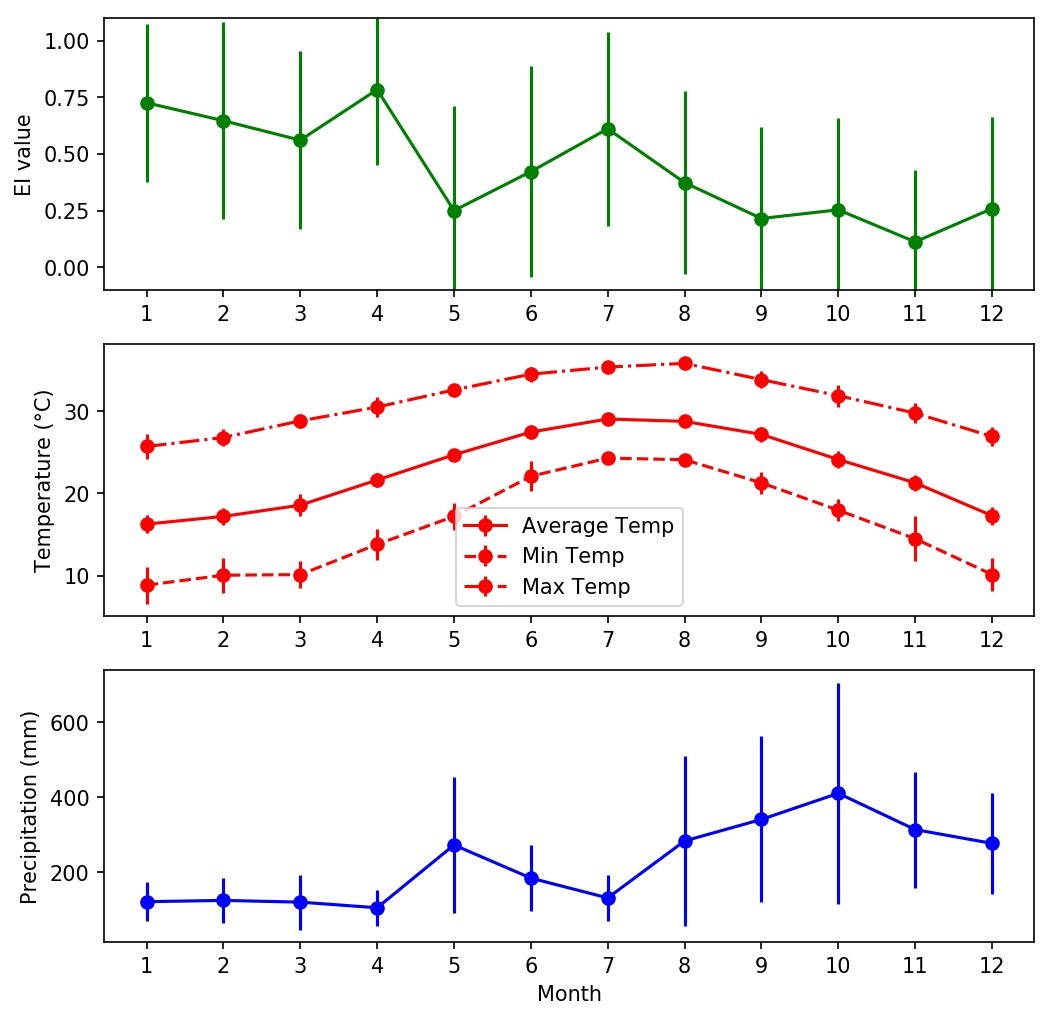 EI value
1.00
0.75
0.50
0.25
0.00
1 2 3 4 5 6 7 8 9 10 11 12
Temperature (°C)
30
20
10
Average Temp
Min Temp
Max Temp
1 2 3 4 5 6 7 8 9 10 11 12
Precipitation (mm)
600
400
200
1 2 3 4 5 6 7 8 9 10 11 12
Month